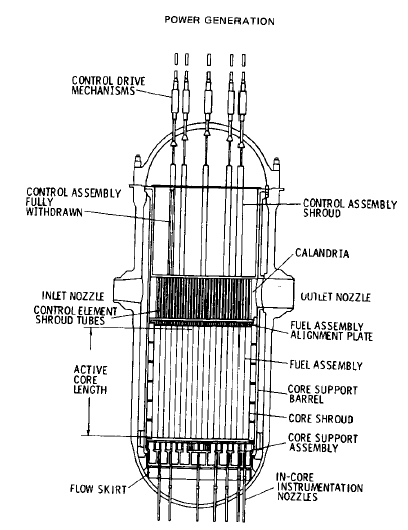 POWER GENERATION
CONTROL DRIVE
MECHANISMS
CONTROL ASSEMBLY
FULLY
WITHDRAWN
CONTROL ASSEMBLY
SHROUD
CALANDRIA
INLET NOZZLE
OUTLET NOZZLE
CONTROL ELEMENT
SHROUD TUBES
FUEL ASSEMBLY
ALIGNMENT PLATE
ACTIVE
CORE
LENGTH
FUEL ASSEMBLY
CORE SUPPORT
BARREL
CORE SHROUD
CORE SUPPORT
ASSEMBLY
FLOW SKIRT
IN-CORE
INSTRUMENTATION
NOZZLES